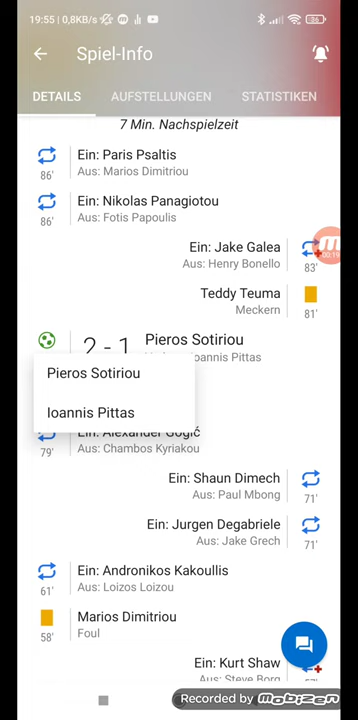 19:55 | 0,8KB/s
36
Spiel-Info
DETAILS
AUFSTELLUNGEN
STATISTIKEN
7 Min. Nachspielzeit
Ein: Paris Psaltis
86'
Aus: Marios Dimitriou
Ein: Nikolas Panagiotou
86'
Aus: Fotis Papoulis
Ein: Jake Galea
Aus: Henry Bonello
83'
00:19
Teddy Teuma
Meckern
81'
2 - 1
Pieros Sotiriou
Ioannis Pittas
Pieros Sotiriou
Ioannis Pittas
Ein: Alexander Gogić
79'
Aus: Chambos Kyriakou
Ein: Shaun Dimech
Aus: Paul Mbong
71'
Ein: Jurgen Degabriele
Aus: Jake Grech
71'
Ein: Andronikos Kakoullis
61'
Aus: Loizos Loizou
Marios Dimitriou
58'
Foul
Ein: Kurt Shaw
Aus: Steve Borg
57'
Recorded by Mobizen